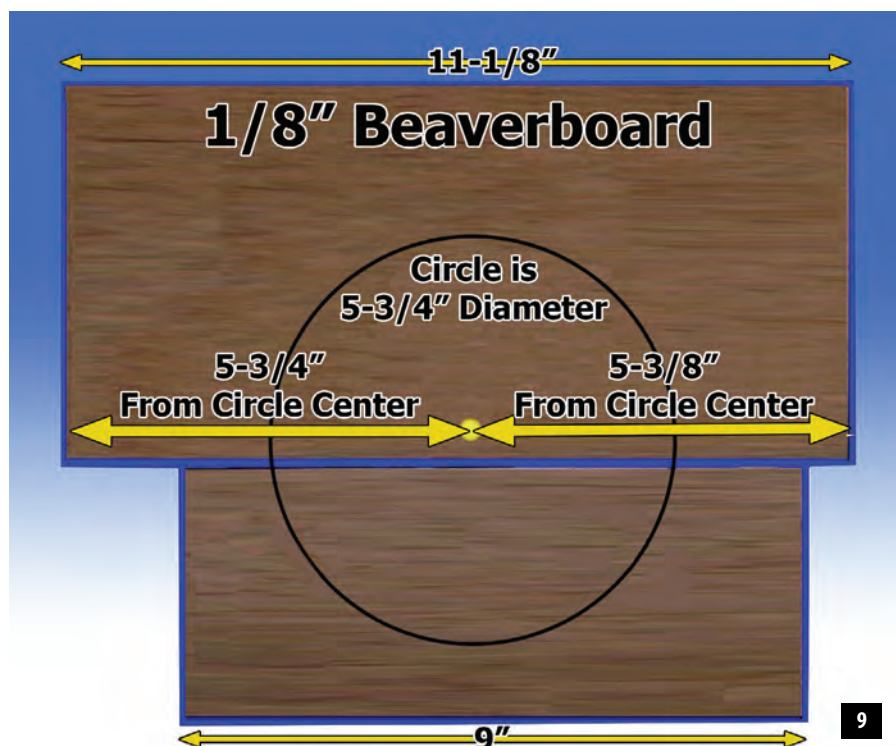 11-1/8”
1/8” Beaverboard
Circle is
5-3/4” Diameter
5-3/4”
From Circle Center
5-3/8”
From Circle Center
9”
9